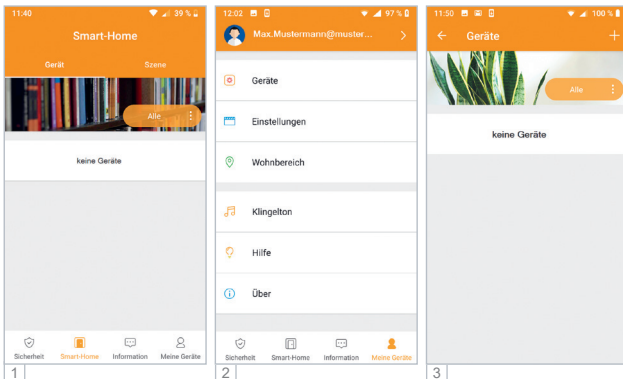 11:40
39 %
Smart-Home
Gerät Szene
Alle
keine Geräte
Sicherheit Smart-Home Information Meine Geräte
1
12:02
97 %
Max.Mustermann@muster...
Geräte
Einstellungen
Wohnbereich
Klingelton
Hilfe
Über
Sicherheit Smart-Home Information Meine Geräte
2
11:50
100 %
Geräte
Alle
keine Geräte
3